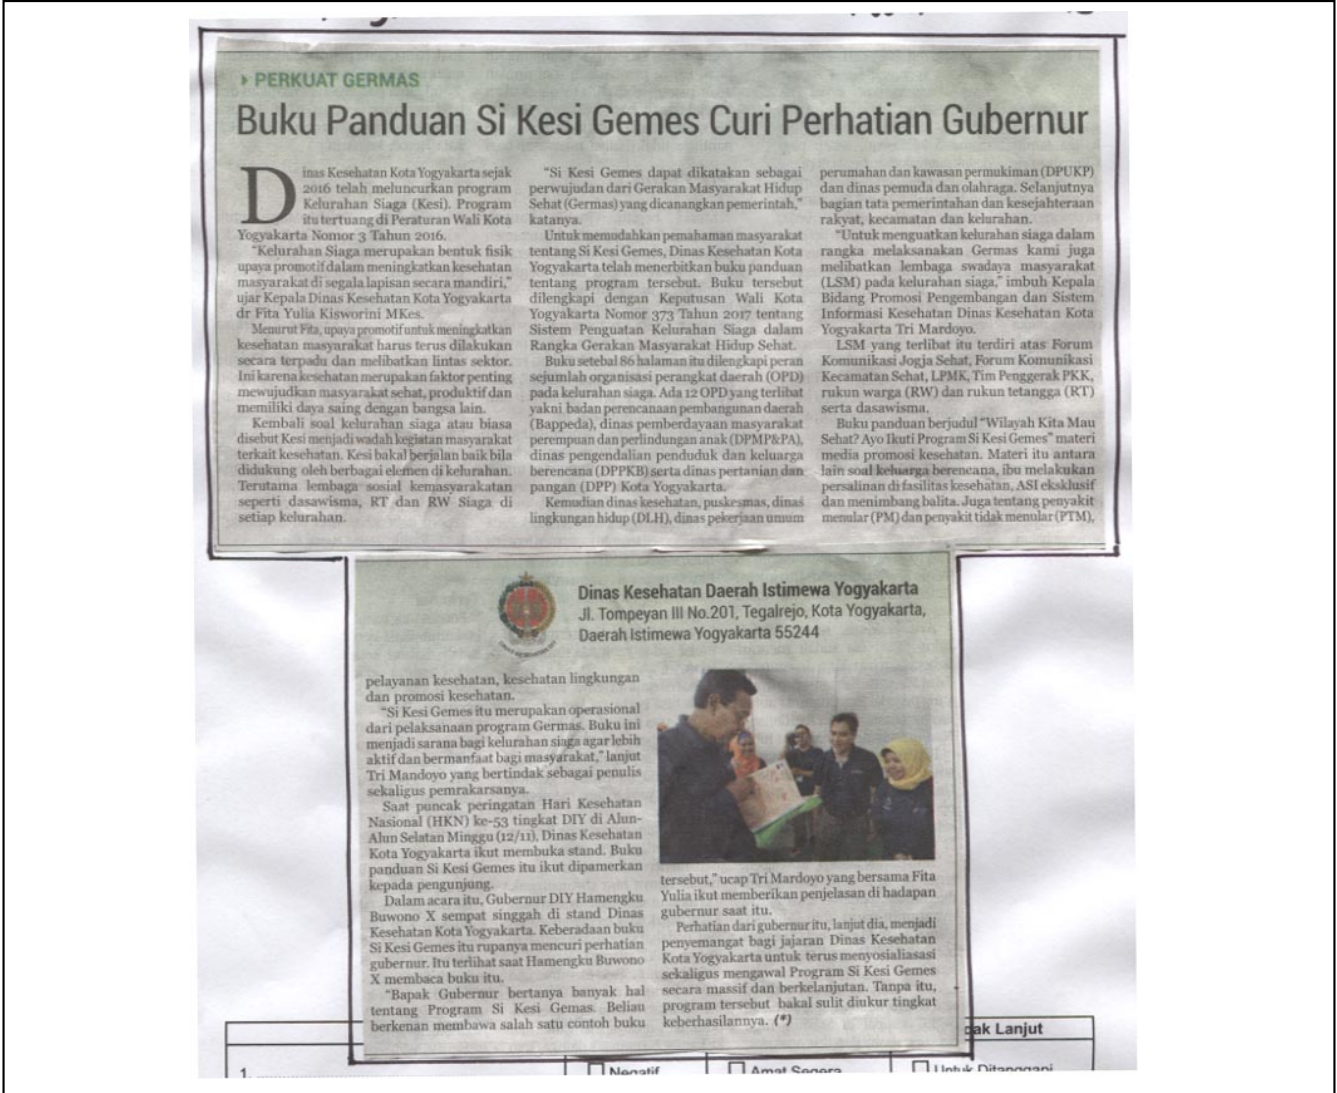 PERKUAT GERMAS
Buku Panduan Si Kesi Gemes Curi Perhatian Gubernur
Dinas Kesehatan Kota Yogyakarta sejak
2016 telah meluncurkan program
Kelurahan Siaga (Kesi). Program
itu tertuang di Peraturan Wali Kota
Yogyakarta Nomor 3 Tahun 2016.
"Kelurahan Siaga merupakan bentuk fisik
upaya promotif dalam meningkatkan kesehatan
masyarakat di segala lapisan secara mandiri,"
ujar Kepala Dinas Kesehatan Kota Yogyakarta
dr Fita Yulia Kisworini MKes.
Menurut Fita, upaya promotif untuk meningkatkan
kesehatan masyarakat harus terus dilakukan
secara terpadu dan melibatkan lintas sektor.
Ini karena kesehatan merupakan faktor penting
mewujudkan masyarakat sehat, produktif dan
memiliki daya saing dengan bangsa lain.
Kembali soal kelurahan siaga atau biasa
disebut Kesi menjadi wadah kegiatan masyarakat
terkait kesehatan. Kesi bakal berjalan baik bila
didukung oleh berbagai elemen di kelurahan.
Terutama lembaga sosial kemasyarakatan
seperti dasawisma, RT dan RW Siaga di
setiap kelurahan.
"Si Kesi Gemes dapat dikatakan sebagai
perwujudan dari Gerakan Masyarakat Hidup
Sehat (Germas) yang dicanangkan pemerintah,"
katanya.
Untuk memudahkan pemahaman masyarakat
tentang Si Kesi Gemes, Dinas Kesehatan Kota
Yogyakarta telah menerbitkan buku panduan
tentang program tersebut. Buku tersebut
dilengkapi dengan Keputusan Wali Kota
Yogyakarta Nomor 373 Tahun 2017 tentang
Sistem Penguatan Kelurahan Siaga dalam
Rangka Gerakan Masyarakat Hidup Sehat.
Buku setebal 86 halaman itu dilengkapi peran
sejumlah organisasi perangkat daerah (OPD)
pada kelurahan siaga. Ada 12 OPD yang terlibat
yakni badan perencanaan pembangunan daerah
(Bappeda), dinas pemberdayaan masyarakat
perempuan dan perlindungan anak (DPMP&PA),
dinas pengendalian penduduk dan keluarga
berencana (DPPKB) serta dinas pertanian dan
pangan (DPP) Kota Yogyakarta.
Kemudian dinas kesehatan, puskesmas, dinas
lingkungan hidup (DLH), dinas pekerjaan umum
perumahan dan kawasan permukiman (DPUKP)
dan dinas pemuda dan olahraga. Selanjutnya
bagian tata pemerintahan dan kesejahteraan
rakyat, kecamatan dan kelurahan.
"Untuk menguatkan kelurahan siaga dalam
rangka melaksanakan Germas kami juga
melibatkan lembaga swadaya masyarakat
(LSM) pada kelurahan siaga," imbuh Kepala
Bidang Promosi Pengembangan dan Sistem
Informasi Kesehatan Dinas Kesehatan Kota
Yogyakarta Tri Mardoyo.
LSM yang terlibat itu terdiri atas Forum
Komunikasi Jogja Sehat, Forum Komunikasi
Kecamatan Sehat, LPMK, Tim Penggerak PKK,
rukun warga (RW) dan rukun tetangga (RT)
serta dasawisma.
Buku panduan berjudul "Wilayah Kita Mau
Sehat? Ayo Ikuti Program Si Kesi Gemes" materi
media promosi kesehatan. Materi itu antara
lain soal keluarga berencana, ibu melakukan
persalinan di fasilitas kesehatan, ASI eksklusif
dan menimbang balita. Juga tentang penyakit
menular (PM) dan penyakit tidak menular (PTM),
Dinas Kesehatan Daerah Istimewa Yogyakarta
Jl. Tompeyan III No.201, Tegalrejo, Kota Yogyakarta,
Daerah Istimewa Yogyakarta 55244
pelayanan kesehatan, kesehatan lingkungan
dan promosi kesehatan.
"Si Kesi Gemes itu merupakan operasional
dari pelaksanaan program Germas. Buku ini
menjadi sarana bagi kelurahan siaga agar lebih
aktif dan bermanfaat bagi masyarakat," lanjut
Tri Mandoyo yang bertindak sebagai penulis
sekaligus pemrakarsanya.
Saat puncak peringatan Hari Kesehatan
Nasional (HKN) ke-53 tingkat DIY di Alun-
Alun Selatan Minggu (12/11), Dinas Kesehatan
Kota Yogyakarta ikut membuka stand. Buku
panduan Si Kesi Gemes itu ikut dipamerkan
kepada pengunjung.
Dalam acara itu, Gubernur DIY Hamengku
Buwono X sempat singgah di stand Dinas
Kesehatan Kota Yogyakarta. Keberadaan buku
Si Kesi Gemes itu rupanya mencuri perhatian
gubernur. Itu terlihat saat Hamengku Buwono
X membaca buku itu.
"Bapak Gubernur bertanya banyak hal
tentang Program Si Kesi Gemas. Beliau
berkenan membawa salah satu contoh buku
tersebut," ucap Tri Mardoyo yang bersama Fita
Yulia ikut memberikan penjelasan di hadapan
gubernur saat itu.
Perhatian dari gubernur itu, lanjut dia, menjadi
penyemangat bagi jajaran Dinas Kesehatan
Kota Yogyakarta untuk terus menyosialiasasi
sekaligus mengawal Program Si Kesi Gemes
secara massif dan berkelanjutan. Tanpa itu,
program tersebut bakal sulit diukur tingkat
keberhasilannya. (*)
ak Lanjut
1.
Negatif
Amat Segera
Untuk Ditanggapi